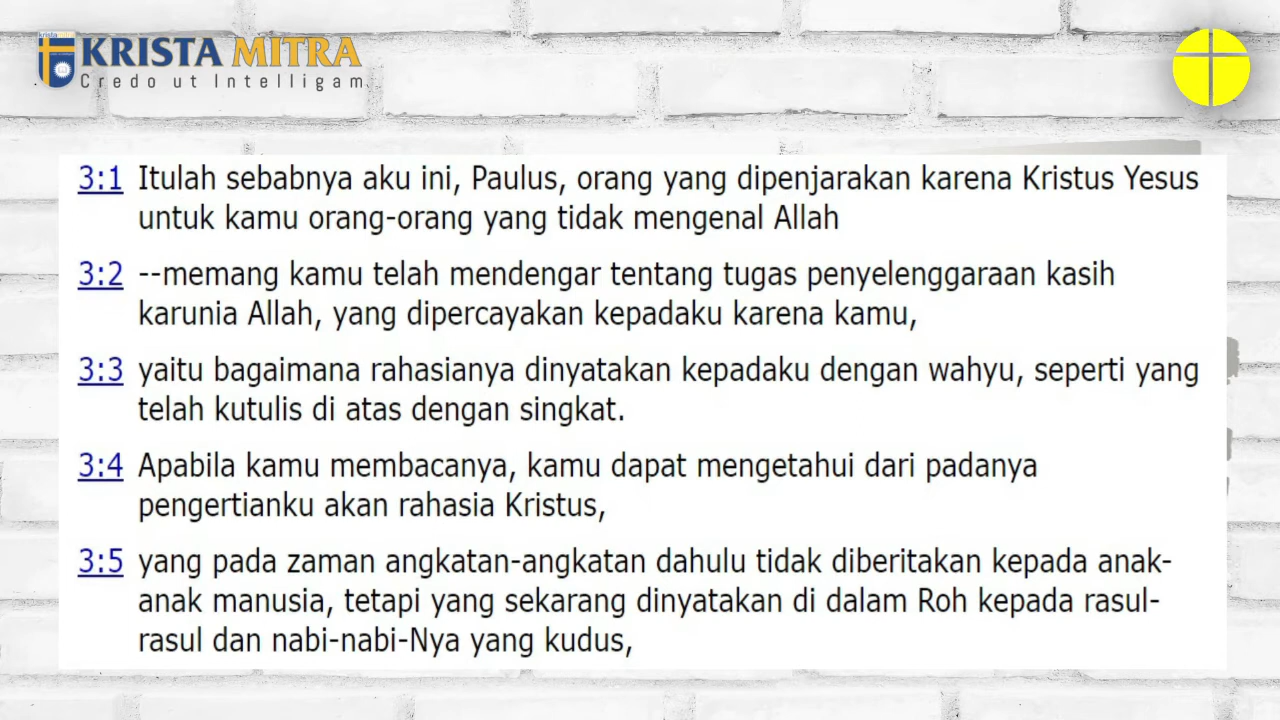 KRISTA MITRA
Credo ut Intelligam
3:1 Itulah sebabnya aku ini, Paulus, orang yang dipenjarakan karena Kristus Yesus
untuk kamu orang-orang yang tidak mengenal Allah
3:2 --memang kamu telah mendengar tentang tugas penyelenggaraan kasih
karunia Allah, yang dipercayakan kepadaku karena kamu,
3:3 yaitu bagaimana rahasianya dinyatakan kepadaku dengan wahyu, seperti yang
telah kutulis di atas dengan singkat.
3:4 Apabila kamu membacanya, kamu dapat mengetahui dari padanya
pengertianku akan rahasia Kristus,
3:5 yang pada zaman angkatan-angkatan dahulu tidak diberitakan kepada anak-
anak manusia, tetapi yang sekarang dinyatakan di dalam Roh kepada rasul-
rasul dan nabi-nabi-Nya yang kudus,